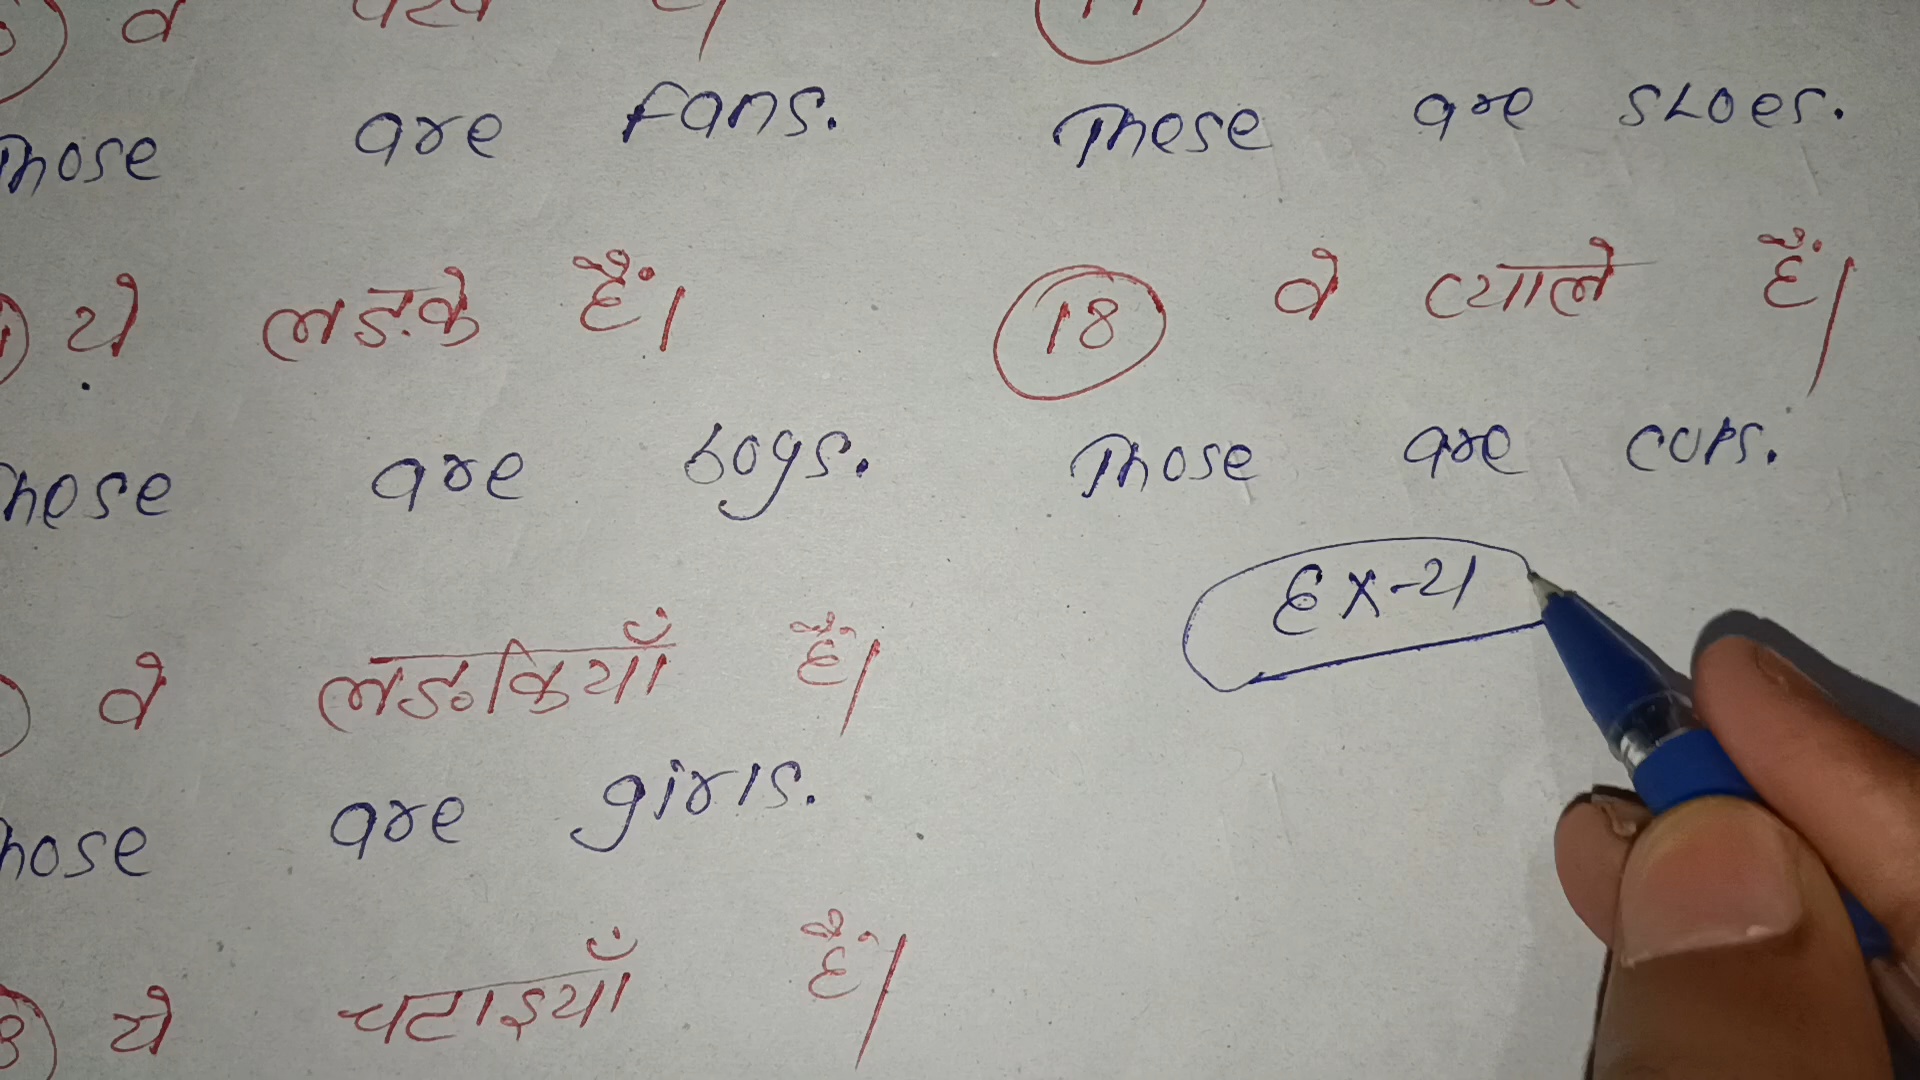 वे
Those are fans.
ये लड़के हैं।
These are boys.
वे लड़कियाँ हैं।
Those are girls.
ये चटाइयाँ हैं।
These are shoes.
18 वे प्याले हैं।
Those are cups.
Ex-21